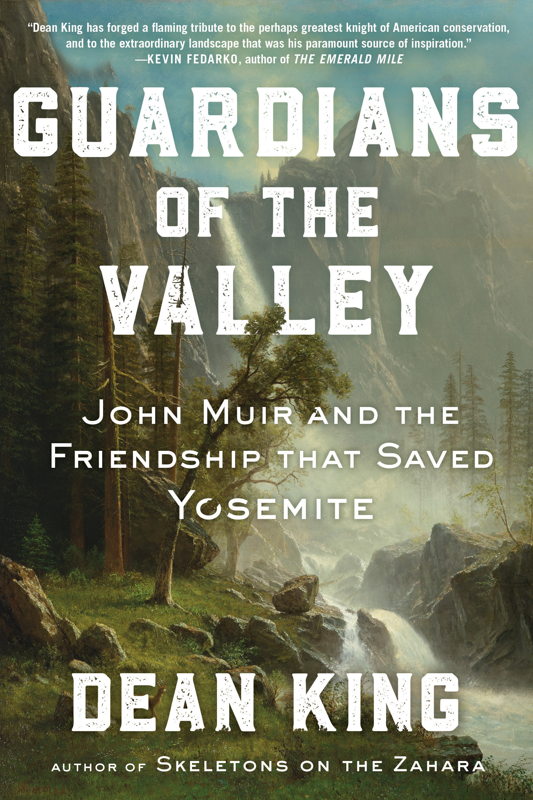 “Dean King has forged a flaming tribute to the perhaps greatest knight of American conservation,
and to the extraordinary landscape that was his paramount source of inspiration.”
—KEVIN FEDARKO, author of THE EMERALD MILE
GUARDIANS
OF THE
VALLEY
JOHN MUIR AND THE
FRIENDSHIP THAT SAVED
YOSEMITE
DEAN KING
AUTHOR OF SKELETONS ON THE ZAHARA